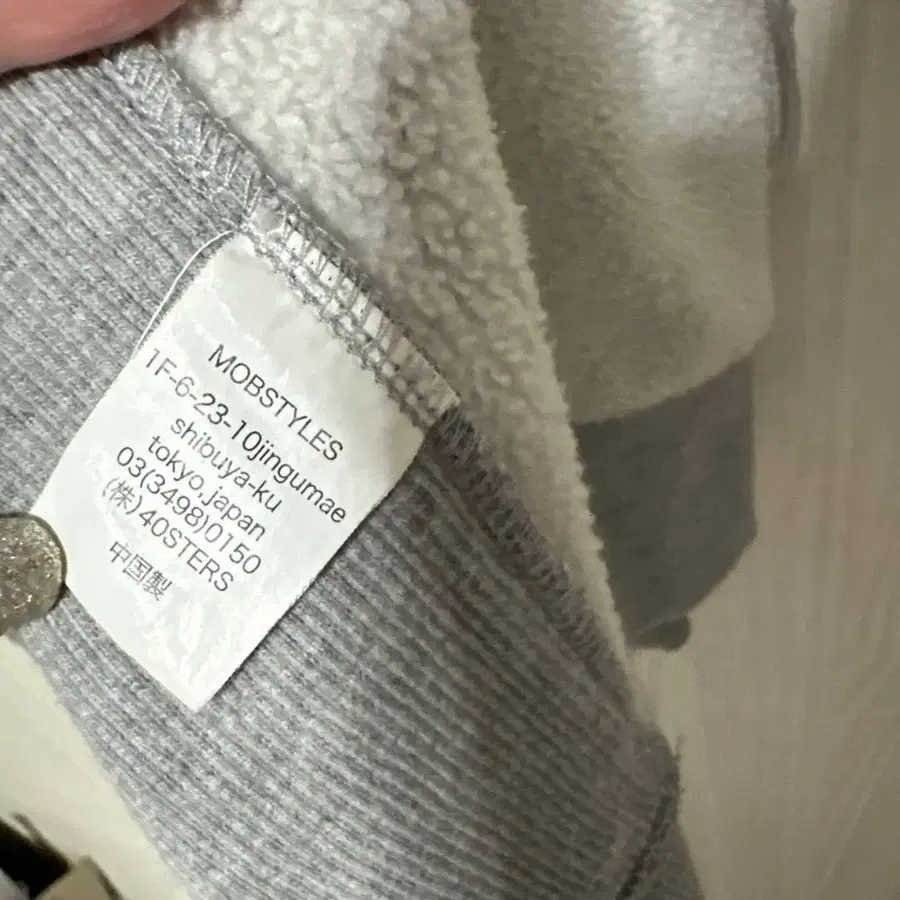 MOBSTYLES
1F-6-23-10jingumae
shibuya-ku
tokyo,japan
03(3498)0150
(株)40STERS
中国製